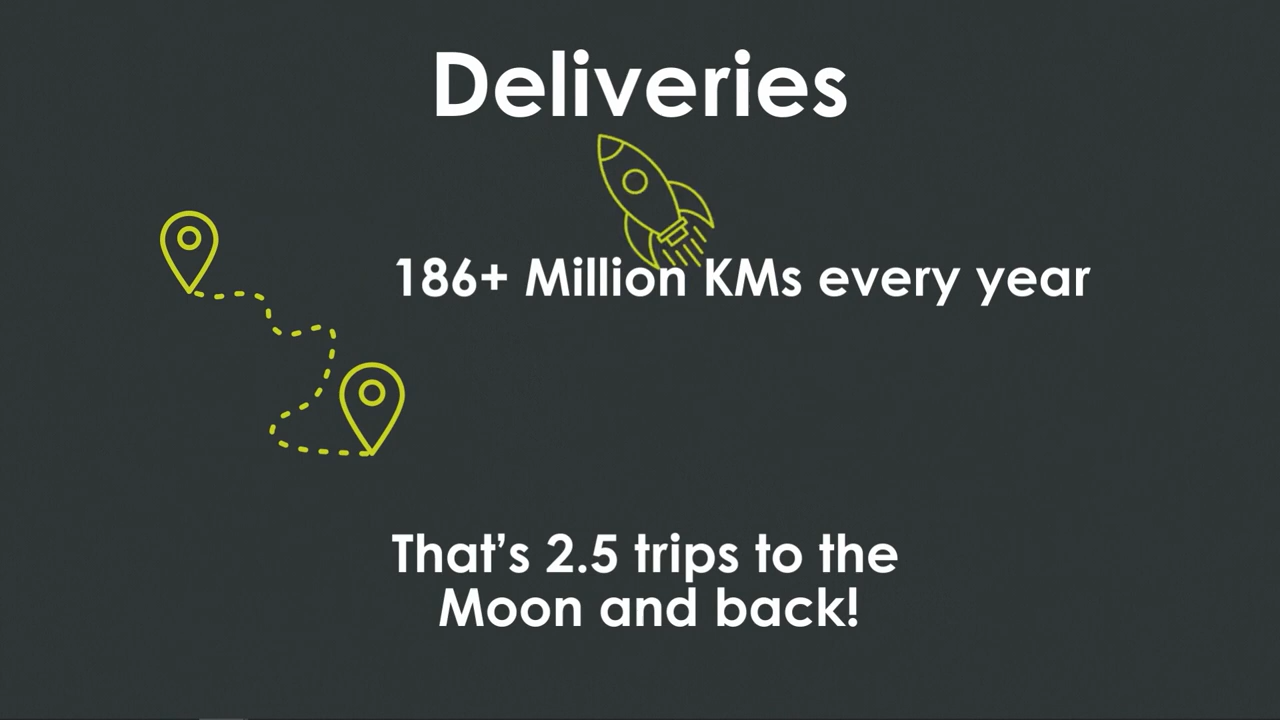 Deliveries
186+ Million KMs every year
That’s 2.5 trips to the
Moon and back!